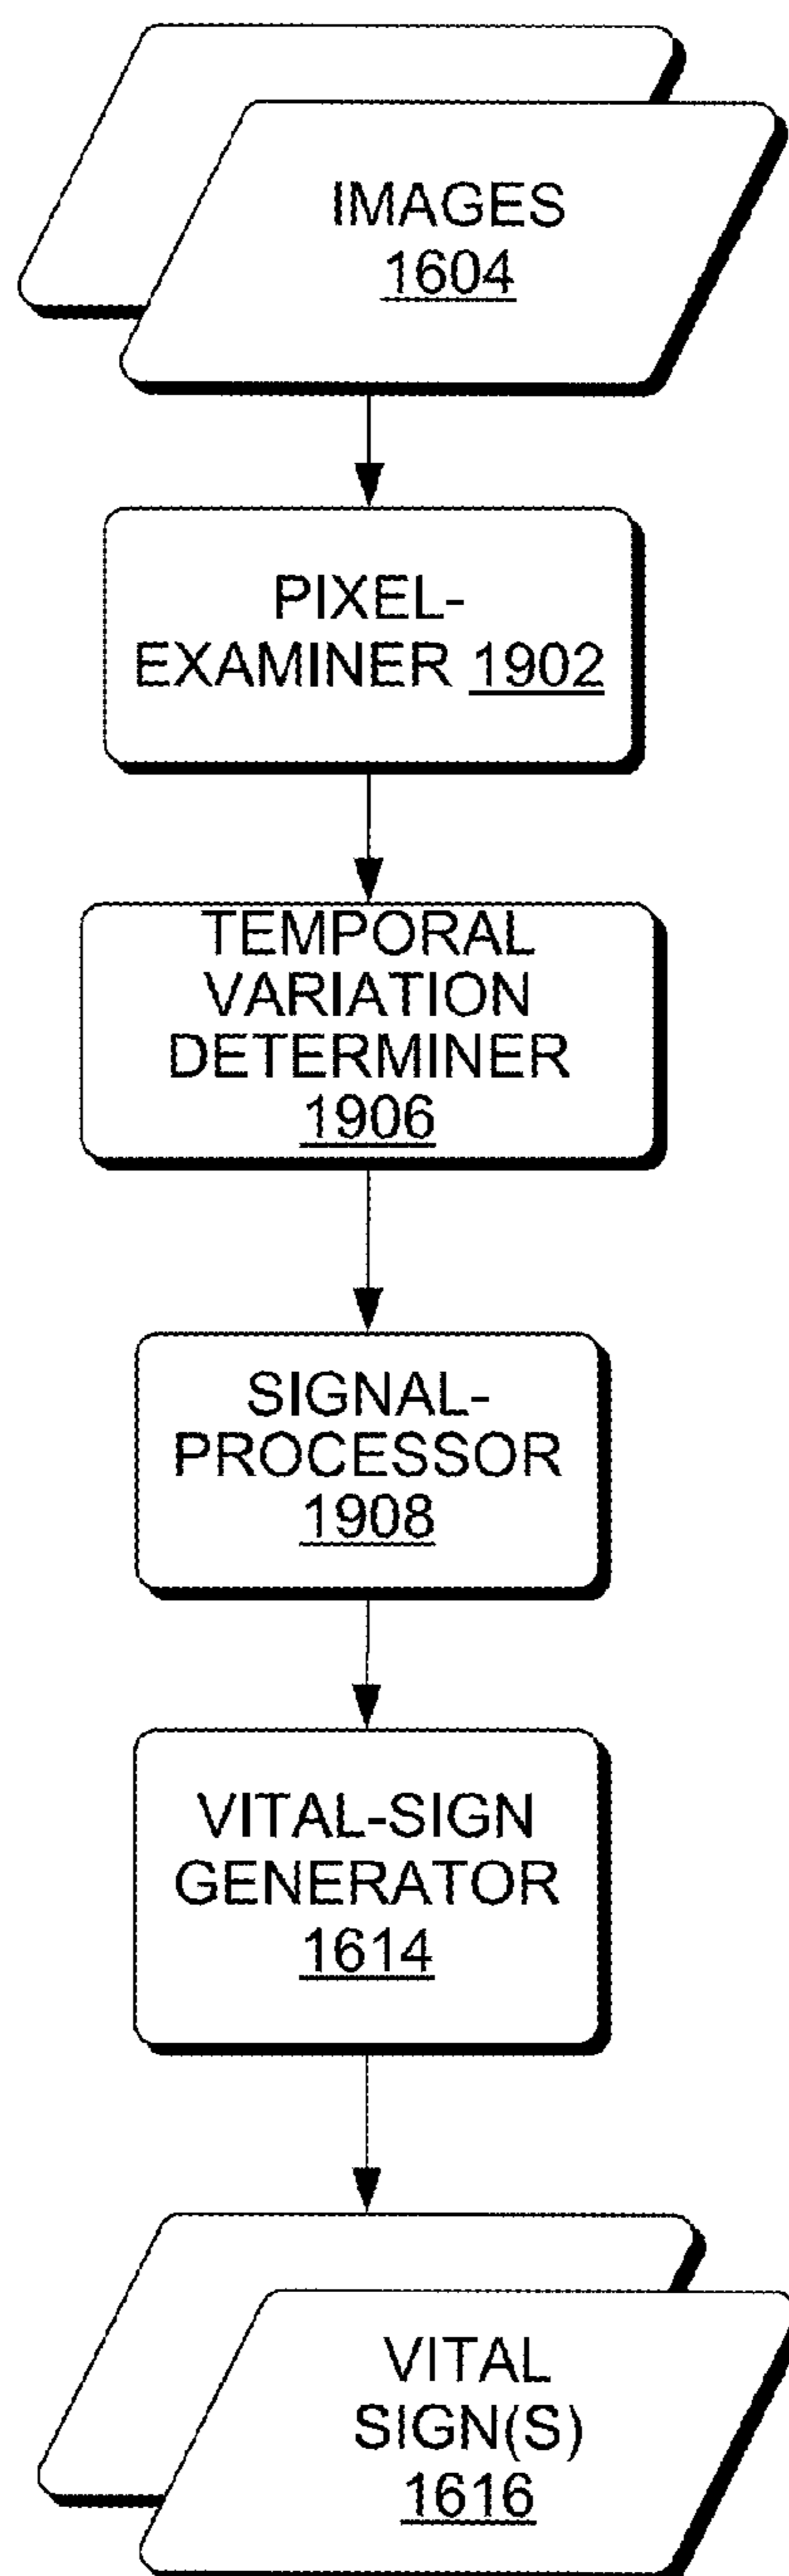 IMAGES
1604
PIXEL-
EXAMINER 1902
TEMPORAL
VARIATION
DETERMINER
1906
SIGNAL-
PROCESSOR
1908
VITAL-SIGN
GENERATOR
1614
VITAL
SIGN(S)
1616